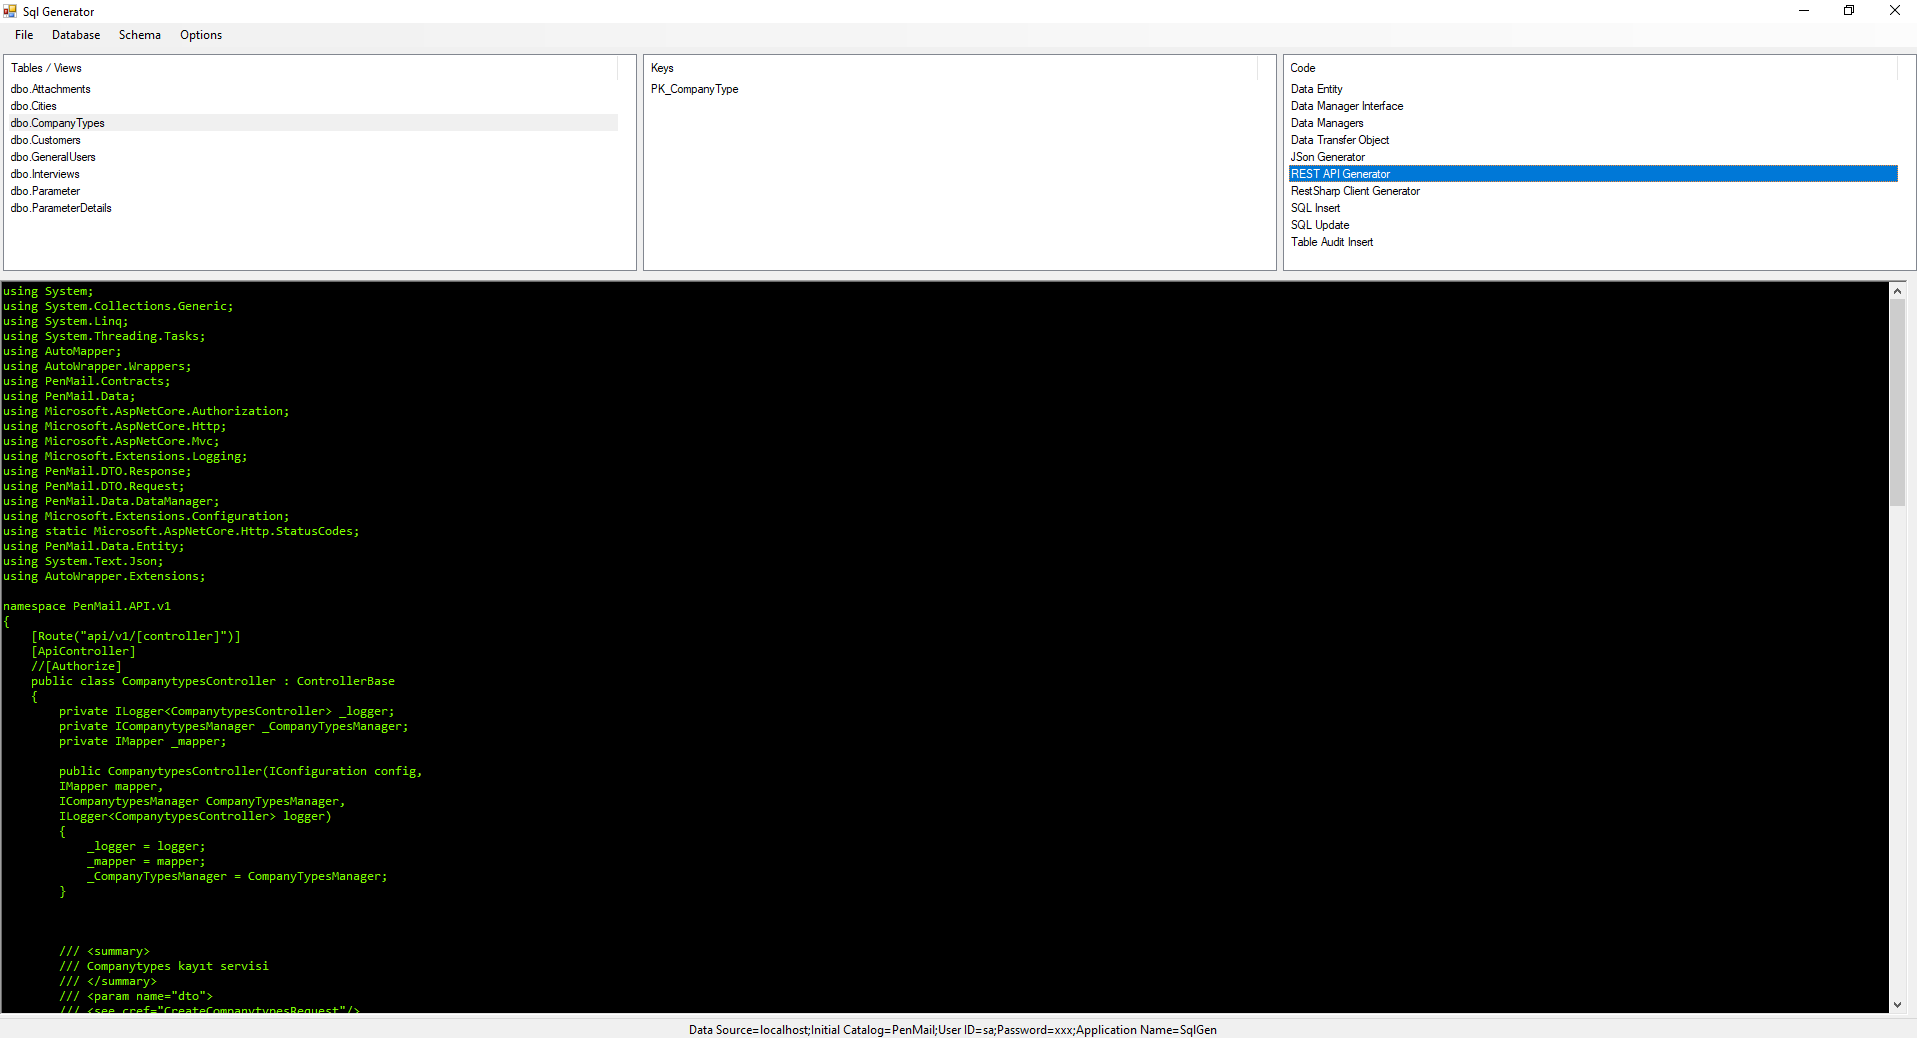 Sql Generator
File Database Schema Options
Tables / Views
dbo.Attachments
dbo.Cities
dbo.CompanyTypes
dbo.Customers
dbo.GeneralUsers
dbo.Interviews
dbo.Parameter
dbo.ParameterDetails
Keys
PK_CompanyType
Code
Data Entity
Data Manager Interface
Data Managers
Data Transfer Object
JSon Generator
REST API Generator
RestSharp Client Generator
SQL Insert
SQL Update
Table Audit Insert
using System;
using System.Collections.Generic;
using System.Linq;
using System.Threading.Tasks;
using AutoMapper;
using AutoWrapper.Wrappers;
using PenMail.Contracts;
using PenMail.Data;
using Microsoft.AspNetCore.Authorization;
using Microsoft.AspNetCore.Http;
using Microsoft.AspNetCore.Mvc;
using Microsoft.Extensions.Logging;
using PenMail.DTO.Response;
using PenMail.DTO.Request;
using PenMail.Data.DataManager;
using Microsoft.Extensions.Configuration;
using static Microsoft.AspNetCore.Http.StatusCodes;
using PenMail.Data.Entity;
using System.Text.Json;
using AutoWrapper.Extensions;
namespace PenMail.API.v1
{
[Route("api/v1/[controller]")]
[ApiController]
//[Authorize]
public class CompanytypesController : ControllerBase
{
private ILogger<CompanytypesController> _logger;
private ICompanytypesManager _CompanyTypesManager;
private IMapper _mapper;
public CompanytypesController(IConfiguration config,
IMapper mapper,
ICompanytypesManager CompanyTypesManager,
ILogger<CompanytypesController> logger)
{
_logger = logger;
_mapper = mapper;
_CompanyTypesManager = CompanyTypesManager;
}
/// <summary>
/// Companytypes kayıt servisi
/// </summary>
/// <param name="dto">
/// <see cref="CreateCompanytypesRequest"/>
Data Source=localhost;Initial Catalog=PenMail;User ID=sa;Password=xxx;Application Name=SqlGen